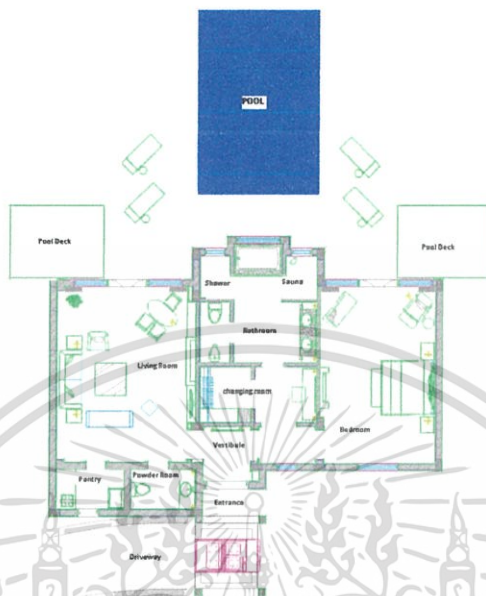 POOL
Pool Deck
Pool Deck
Shower
Sauna
Bathroom
Living Room
changing room
Bedroom
Vestibule
Pantry
Powder Room
Entrance
Driveway